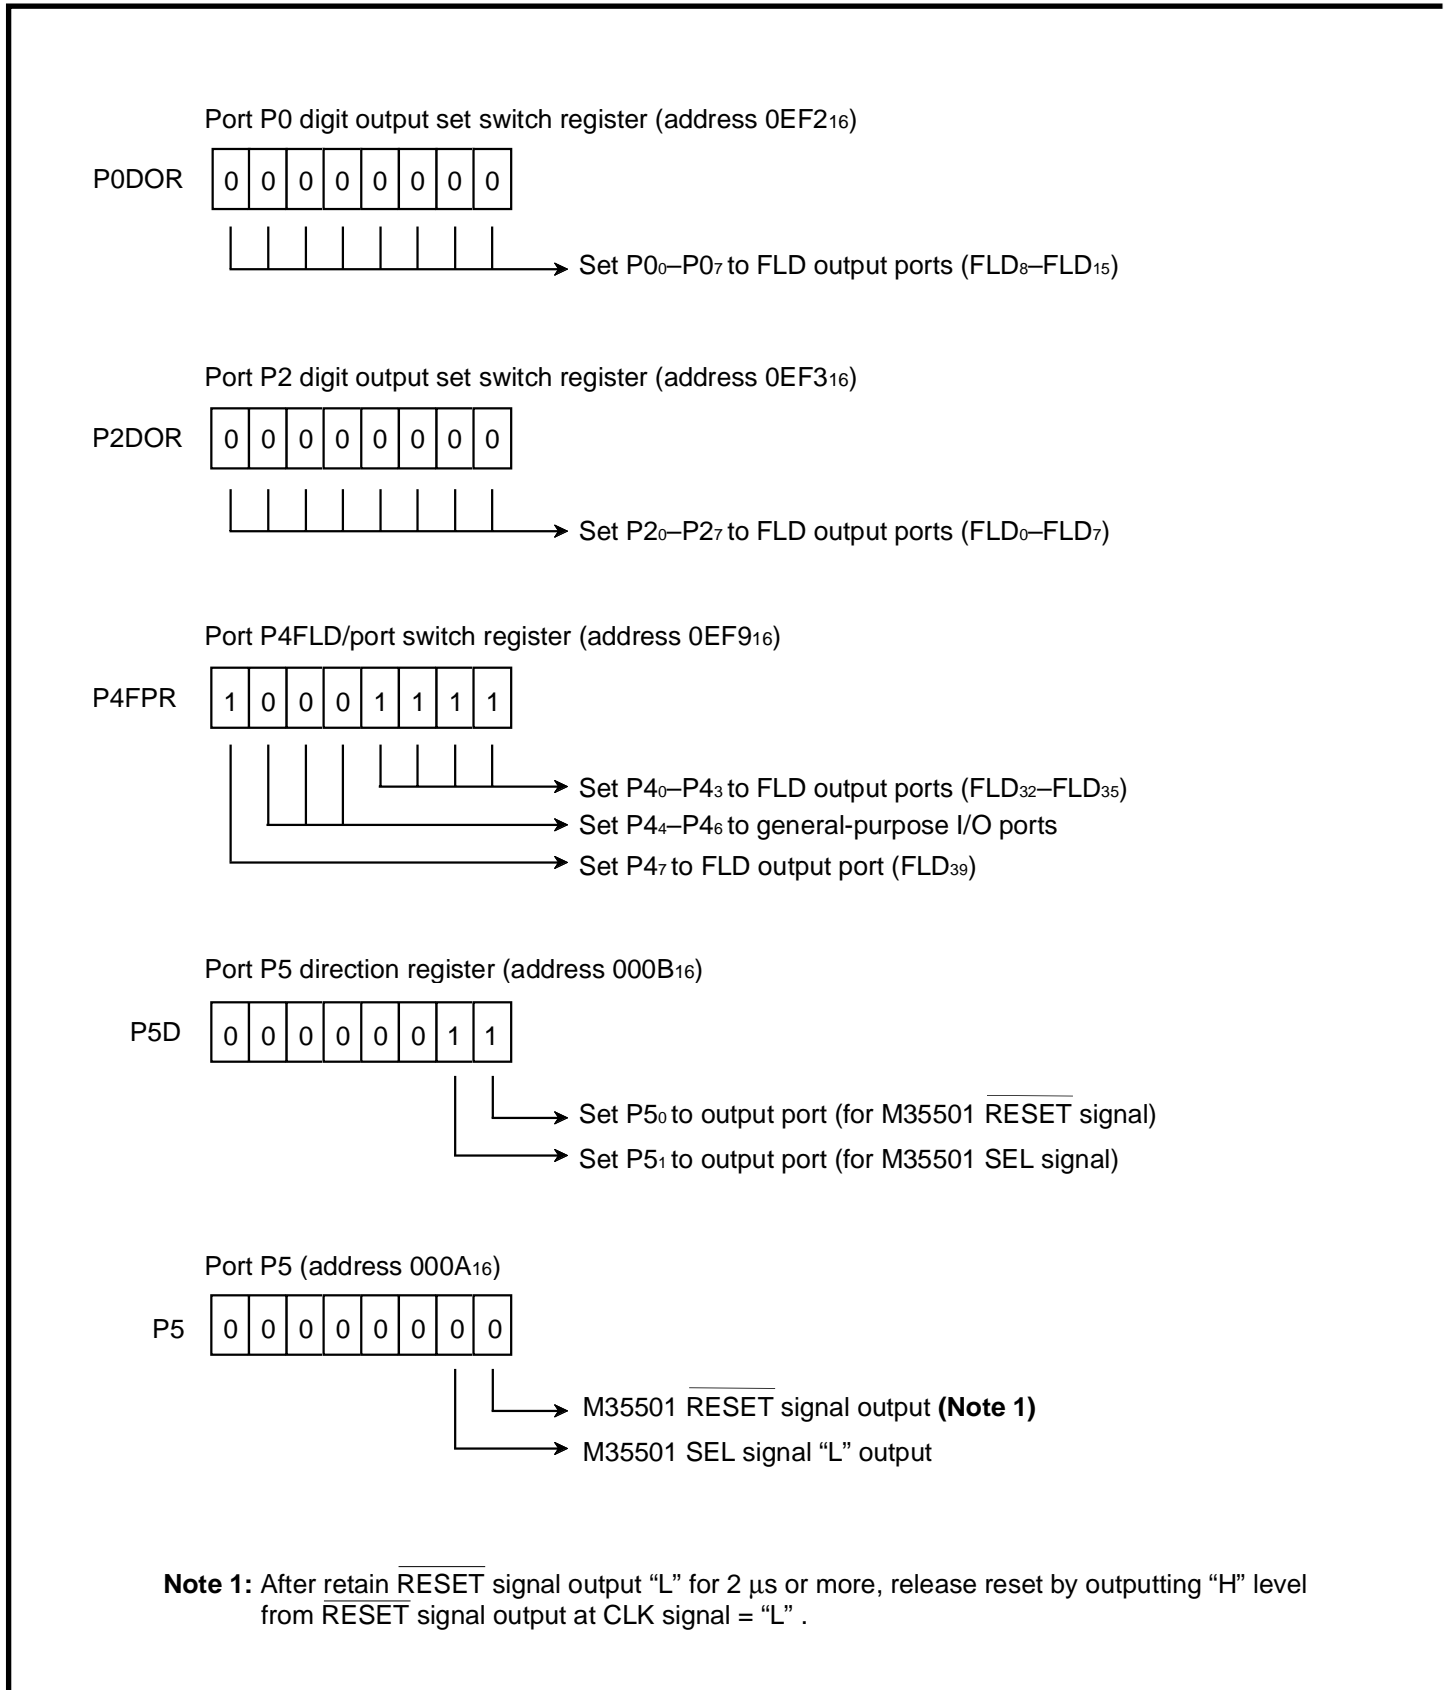 Port P0 digit output set switch register (address 0EF216)
P0DOR 0 0 0 0 0 0 0 0
Set P00–P07 to FLD output ports (FLD8–FLD15)
Port P2 digit output set switch register (address 0EF316)
P2DOR 0 0 0 0 0 0 0 0
Set P20–P27 to FLD output ports (FLD0–FLD7)
Port P4FLD/port switch register (address 0EF916)
P4FPR 1 0 0 0 1 1 1 1
Set P40–P43 to FLD output ports (FLD32–FLD35)
Set P44–P46 to general-purpose I/O ports
Set P47 to FLD output port (FLD39)
Port P5 direction register (address 000B16)
P5D 0 0 0 0 0 0 1 1
Set P50 to output port (for M35501 RESET signal)
Set P51 to output port (for M35501 SEL signal)
Port P5 (address 000A16)
P5 0 0 0 0 0 0 0 0
M35501 RESET signal output (Note 1)
M35501 SEL signal “L” output
Note 1: After retain RESET signal output “L” for 2 μs or more, release reset by outputting “H” level
from RESET signal output at CLK signal = “L” .